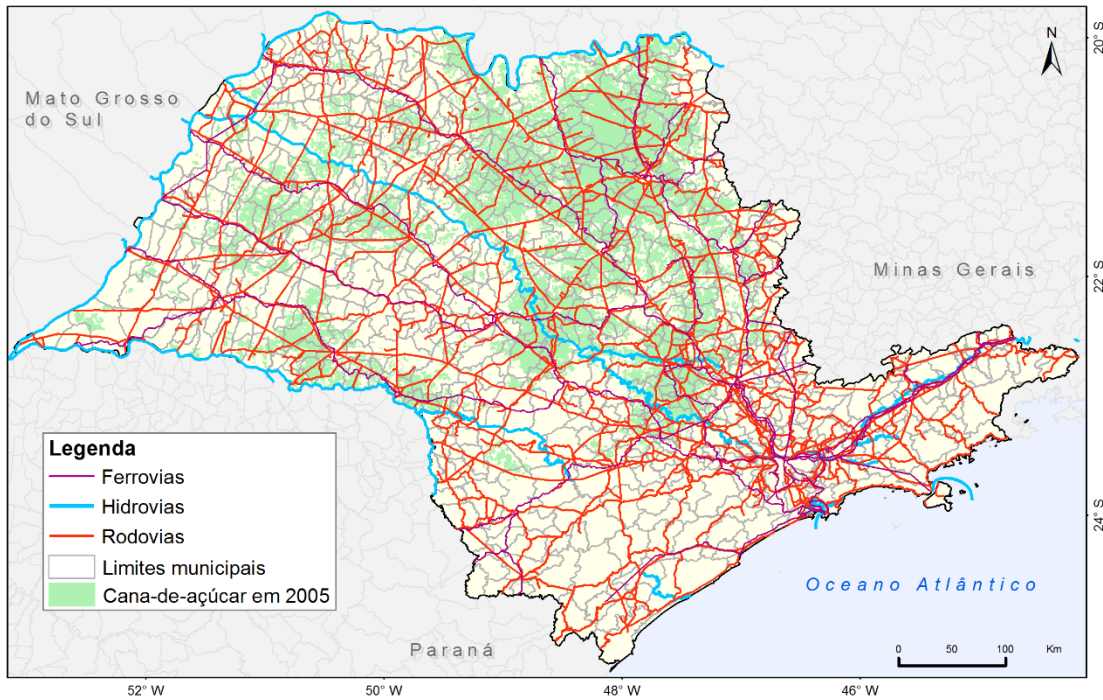 N
20° S
Mato Grosso
do Sul
22° S
Minas Gerais
Legenda
Ferrovias
Hidrovias
Rodovias
Limites municipais
Cana-de-açúcar em 2005
24° S
Oceano Atlântico
Paraná
0 50 100 Km
52° W 50° W 48° W 46° W